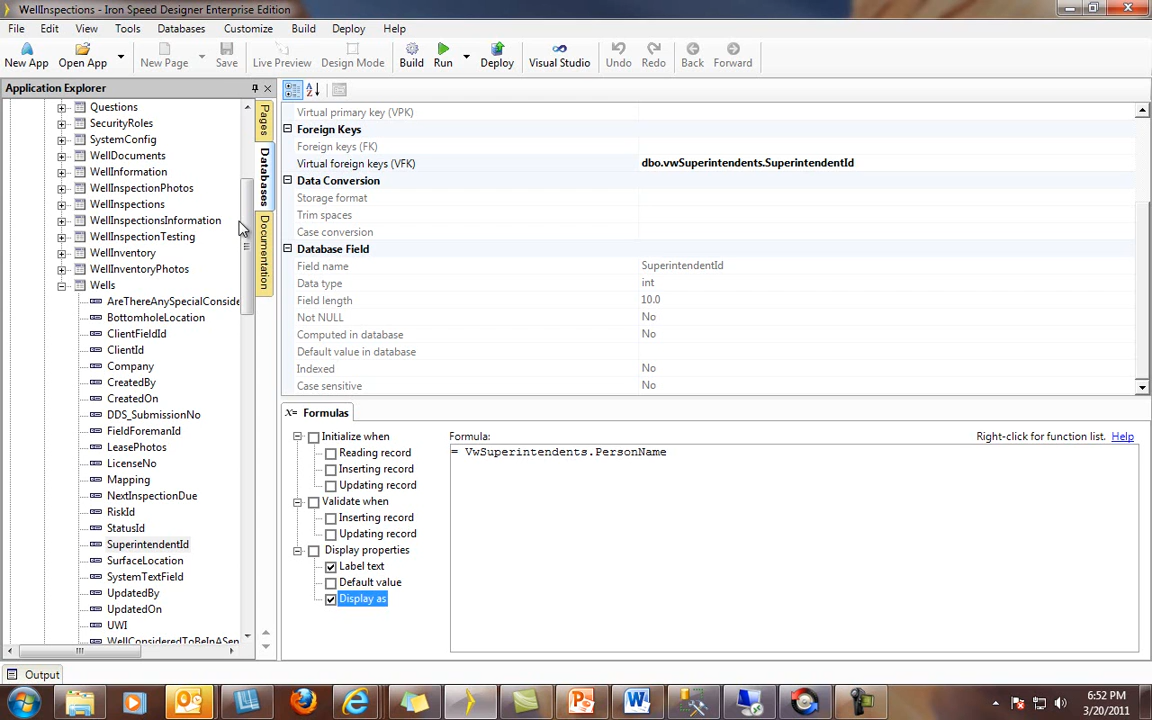 WellInspections - Iron Speed Designer Enterprise Edition
File Edit View Tools Databases Customize Build Deploy Help
New App Open App New Page Save Live Preview Design Mode Build Run Deploy Visual Studio Undo Redo Back Forward
Application Explorer
Questions
SecurityRoles
SystemConfig
WellDocuments
WellInformation
WellInspectionPhotos
WellInspections
WellInspectionsInformation
WellInspectionTesting
WellInventory
WellInventoryPhotos
Wells
AreThereAnySpecialConside
BottomholeLocation
ClientFieldId
ClientId
Company
CreatedBy
CreatedOn
DDS_SubmissionNo
FieldForemanId
LeasePhotos
LicenseNo
Mapping
NextInspectionDue
RiskId
StatusId
SuperintendentId
SurfaceLocation
SystemTextField
UpdatedBy
UpdatedOn
UWI
WellConsideredToBeInASen
Pages
Databases
Documentation
Virtual primary key (VPK)
Foreign Keys
Foreign keys (FK)
Virtual foreign keys (VFK) dbo.vwSuperintendents.SuperintendentId
Data Conversion
Storage format
Trim spaces
Case conversion
Database Field
Field name SuperintendentId
Data type int
Field length 10.0
Not NULL No
Computed in database No
Default value in database
Indexed No
Case sensitive No
X= Formulas
Initialize when
Reading record
Inserting record
Updating record
Validate when
Inserting record
Updating record
Display properties
Label text
Default value
Display as
Formula: Right-click for function list. Help
= VwSuperintendents.PersonName
Output
6:52 PM
3/20/2011